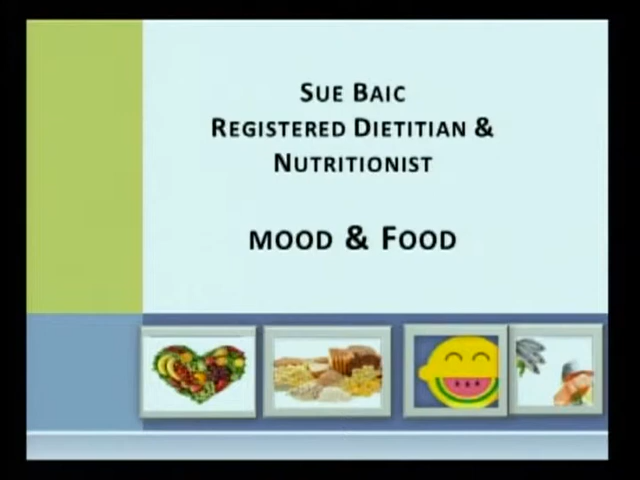 Sue Baic
Registered Dietitian &
Nutritionist
mood & Food